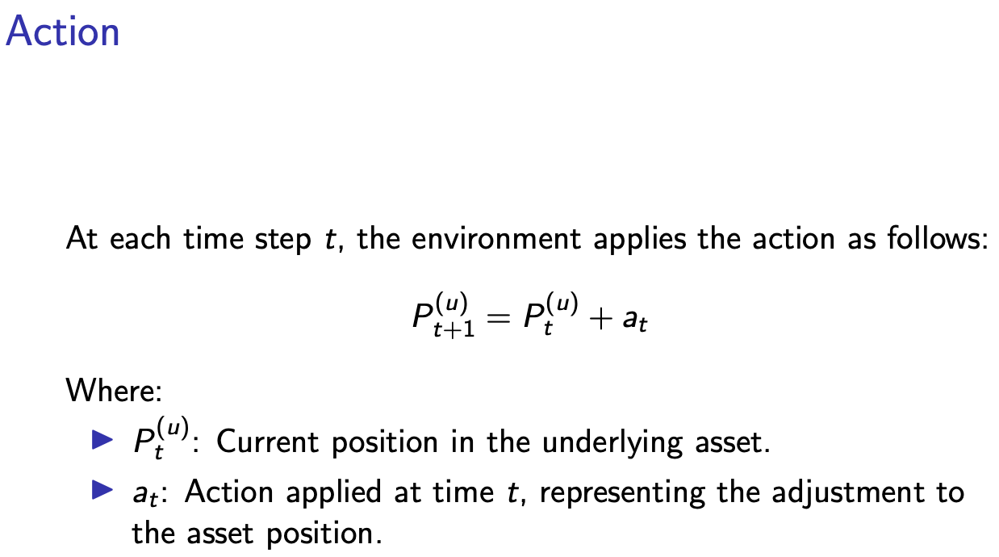 Action
At each time step t, the environment applies the action as follows:
P_{t+1}^{(u)} = P_t^{(u)} + a_t
Where:
▶ P_t^{(u)}: Current position in the underlying asset.
▶ a_t: Action applied at time t, representing the adjustment to
the asset position.